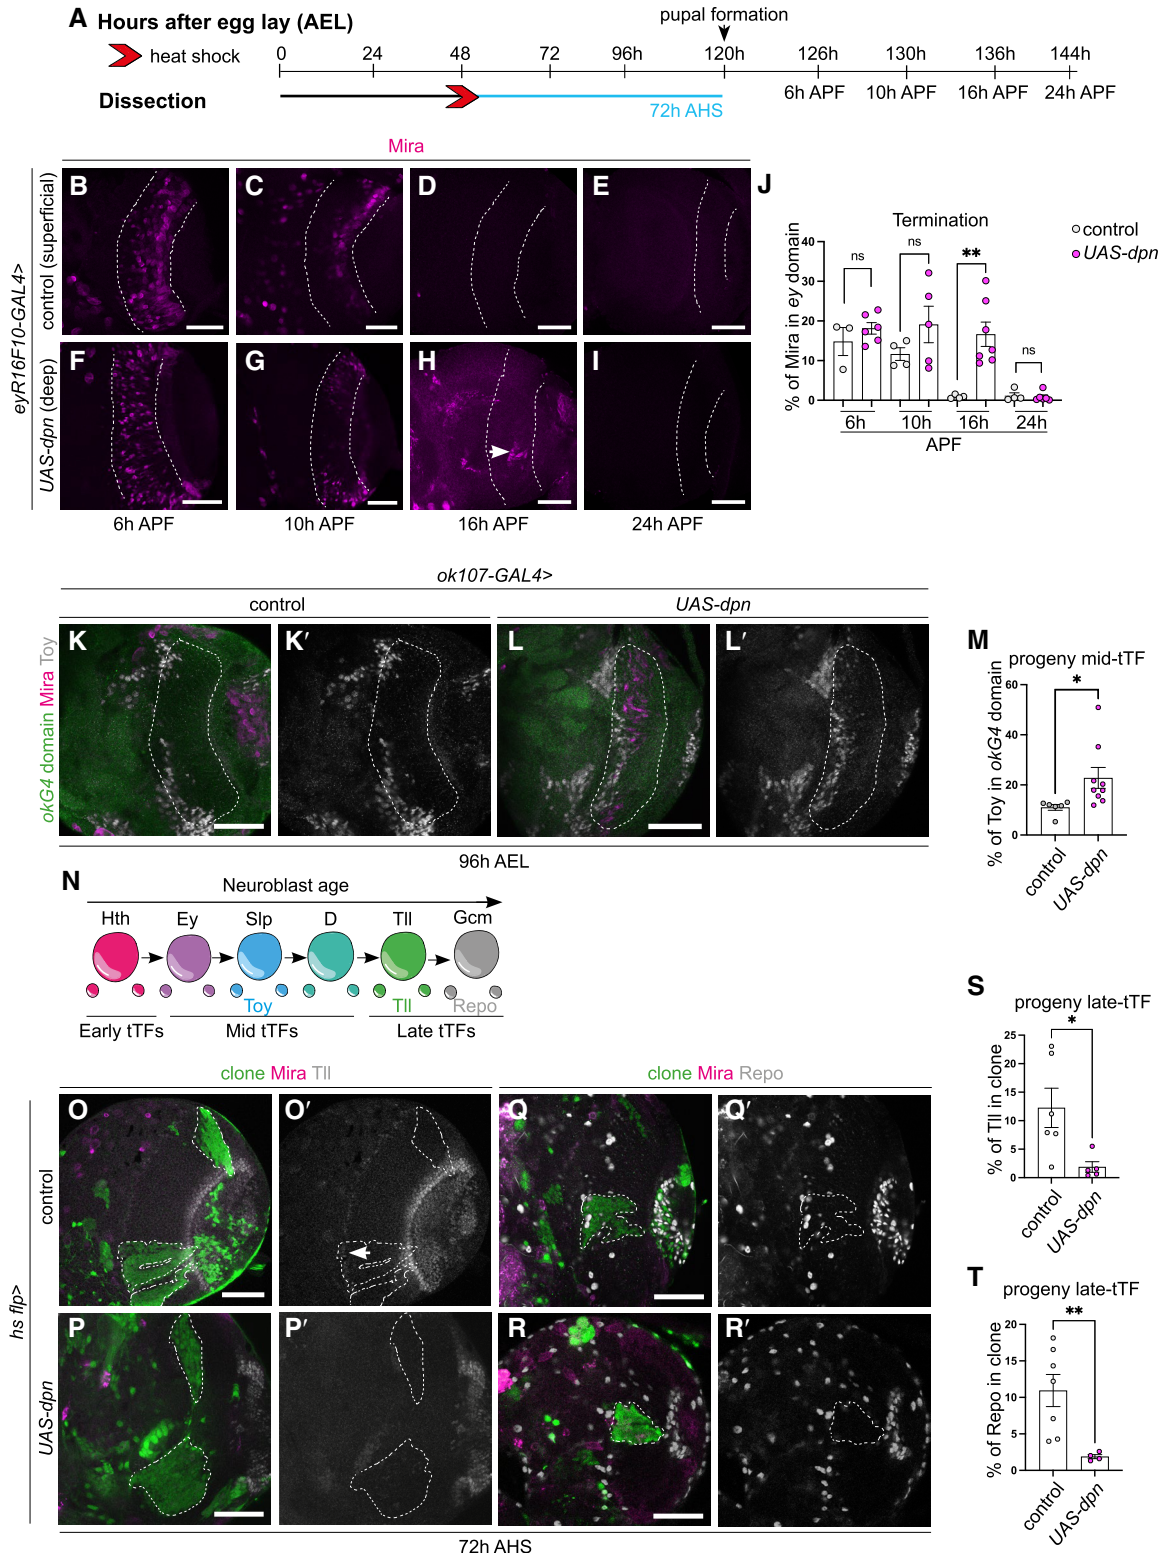 A Hours after egg lay (AEL)
pupal formation
heat shock
0 24 48 72 96h 120h 126h 130h 136h 144h
6h APF 10h APF 16h APF 24h APF
Dissection
72h AHS
Mira
eyR16F10-GAL4>
control (superficial)
UAS-dpn (deep)
B C D E
F G H I
6h APF 10h APF 16h APF 24h APF
J
Termination
control
UAS-dpn
% of Mira in ey domain
40
30
20
10
0
ns ns ** ns
6h 10h 16h 24h
APF
ok107-GAL4>
control UAS-dpn
okG4 domain Mira Toy
K K′ L L′
96h AEL
M
progeny mid-tTF
% of Toy in okG4 domain
60
40
20
0
*
control UAS-dpn
N
Neuroblast age
Hth Ey Slp D Tll Gcm
Toy Tll Repo
Early tTFs Mid tTFs Late tTFs
clone Mira Tll clone Mira Repo
hs flp>
control
UAS-dpn
O O′ Q Q′
P P′ R R′
72h AHS
S
progeny late-tTF
% of Tll in clone
25
20
15
10
5
0
*
control UAS-dpn
T
progeny late-tTF
% of Repo in clone
20
15
10
5
0
**
control UAS-dpn